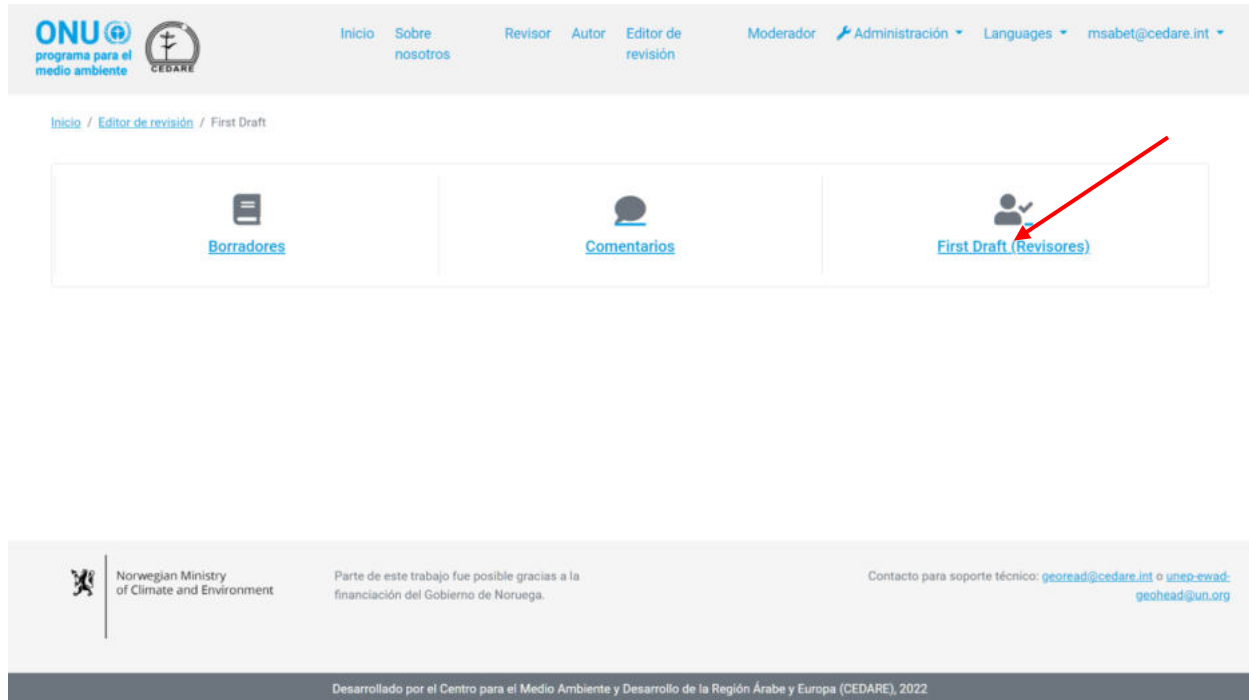 ONU
programa para el
medio ambiente
CEDARE
Inicio
Sobre
nosotros
Revisor
Autor
Editor de
revisión
Moderador
Administración
Languages
msabet@cedare.int
Inicio / Editor de revisión / First Draft
Borradores
Comentarios
First Draft (Revisores)
Norwegian Ministry
of Climate and Environment
Parte de este trabajo fue posible gracias a la
financiación del Gobierno de Noruega.
Contacto para soporte técnico: georead@cedare.int o unep-ewad-
geohead@un.org
Desarrollado por el Centro para el Medio Ambiente y Desarrollo de la Región Árabe y Europa (CEDARE), 2022